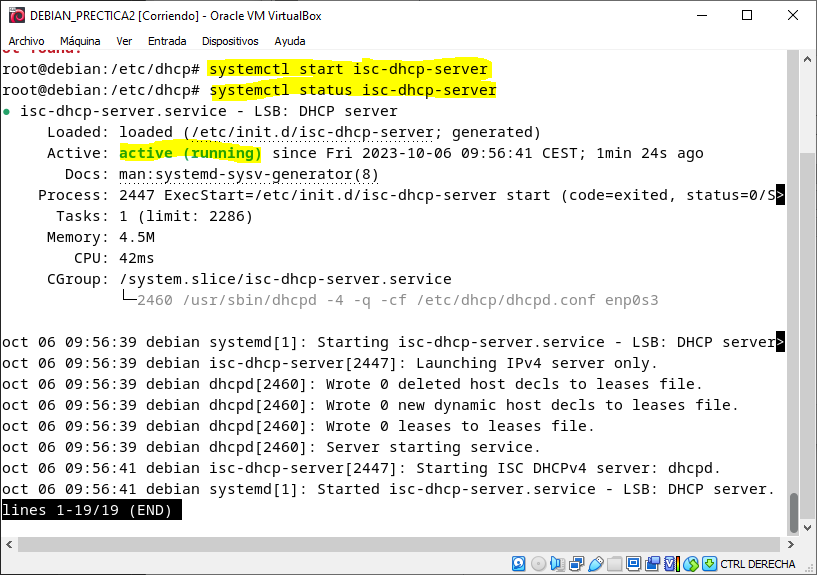 DEBIAN_PRECTICA2 [Corriendo] - Oracle VM VirtualBox
Archivo Máquina Ver Entrada Dispositivos Ayuda
ot found.
root@debian:/etc/dhcp# systemctl start isc-dhcp-server
root@debian:/etc/dhcp# systemctl status isc-dhcp-server
● isc-dhcp-server.service - LSB: DHCP server
Loaded: loaded (/etc/init.d/isc-dhcp-server; generated)
Active: active (running) since Fri 2023-10-06 09:56:41 CEST; 1min 24s ago
Docs: man:systemd-sysv-generator(8)
Process: 2447 ExecStart=/etc/init.d/isc-dhcp-server start (code=exited, status=0/S>
Tasks: 1 (limit: 2286)
Memory: 4.5M
CPU: 42ms
CGroup: /system.slice/isc-dhcp-server.service
└─2460 /usr/sbin/dhcpd -4 -q -cf /etc/dhcp/dhcpd.conf enp0s3
oct 06 09:56:39 debian systemd[1]: Starting isc-dhcp-server.service - LSB: DHCP server>
oct 06 09:56:39 debian isc-dhcp-server[2447]: Launching IPv4 server only.
oct 06 09:56:39 debian dhcpd[2460]: Wrote 0 deleted host decls to leases file.
oct 06 09:56:39 debian dhcpd[2460]: Wrote 0 new dynamic host decls to leases file.
oct 06 09:56:39 debian dhcpd[2460]: Wrote 0 leases to leases file.
oct 06 09:56:39 debian dhcpd[2460]: Server starting service.
oct 06 09:56:41 debian isc-dhcp-server[2447]: Starting ISC DHCPv4 server: dhcpd.
oct 06 09:56:41 debian systemd[1]: Started isc-dhcp-server.service - LSB: DHCP server.
lines 1-19/19 (END)
CTRL DERECHA